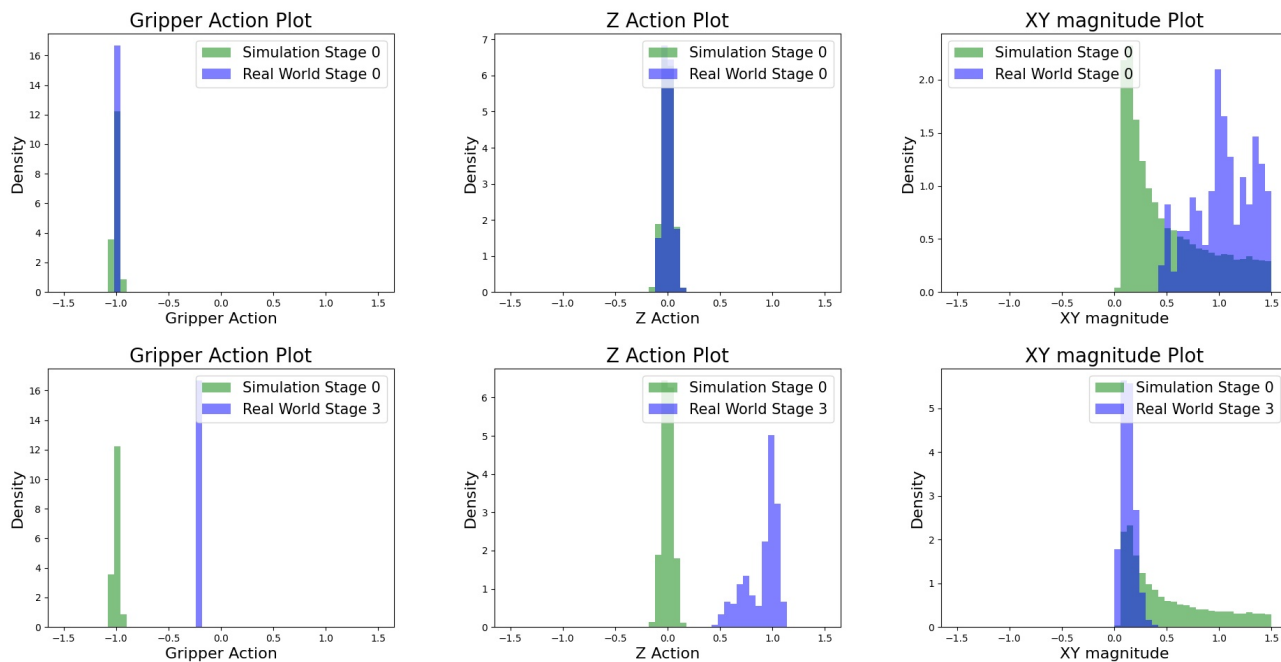 Gripper Action Plot
Simulation Stage 0
Real World Stage 0
Density
16
14
12
10
8
6
4
2
0
−1.5 −1.0 −0.5 0.0 0.5 1.0 1.5
Gripper Action
Z Action Plot
Simulation Stage 0
Real World Stage 0
Density
7
6
5
4
3
2
1
0
−1.5 −1.0 −0.5 0.0 0.5 1.0 1.5
Z Action
XY magnitude Plot
Simulation Stage 0
Real World Stage 0
Density
2.0
1.5
1.0
0.5
0.0
−1.5 −1.0 −0.5 0.0 0.5 1.0 1.5
XY magnitude
Gripper Action Plot
Simulation Stage 0
Real World Stage 3
Density
16
14
12
10
8
6
4
2
0
−1.5 −1.0 −0.5 0.0 0.5 1.0 1.5
Gripper Action
Z Action Plot
Simulation Stage 0
Real World Stage 3
Density
6
5
4
3
2
1
0
−1.5 −1.0 −0.5 0.0 0.5 1.0 1.5
Z Action
XY magnitude Plot
Simulation Stage 0
Real World Stage 3
Density
5
4
3
2
1
0
−1.5 −1.0 −0.5 0.0 0.5 1.0 1.5
XY magnitude